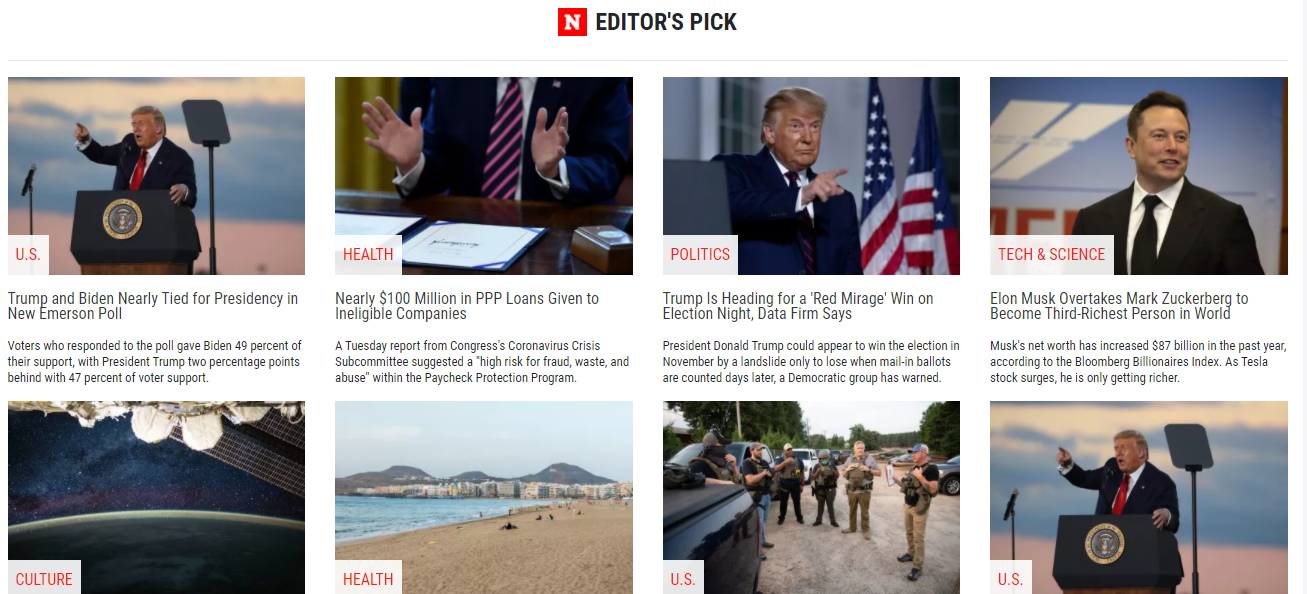 N EDITOR'S PICK
U.S.
HEALTH
POLITICS
TECH & SCIENCE
Trump and Biden Nearly Tied for Presidency in
New Emerson Poll
Voters who responded to the poll gave Biden 49 percent of
their support, with President Trump two percentage points
behind with 47 percent of voter support.
Nearly $100 Million in PPP Loans Given to
Ineligible Companies
A Tuesday report from Congress's Coronavirus Crisis
Subcommittee suggested a "high risk for fraud, waste, and
abuse" within the Paycheck Protection Program.
Trump Is Heading for a 'Red Mirage' Win on
Election Night, Data Firm Says
President Donald Trump could appear to win the election in
November by a landslide only to lose when mail-in ballots
are counted days later, a Democratic group has warned.
Elon Musk Overtakes Mark Zuckerberg to
Become Third-Richest Person in World
Musk's net worth has increased $87 billion in the past year,
according to the Bloomberg Billionaires Index. As Tesla
stock surges, he is only getting richer.
CULTURE
HEALTH
U.S.
U.S.